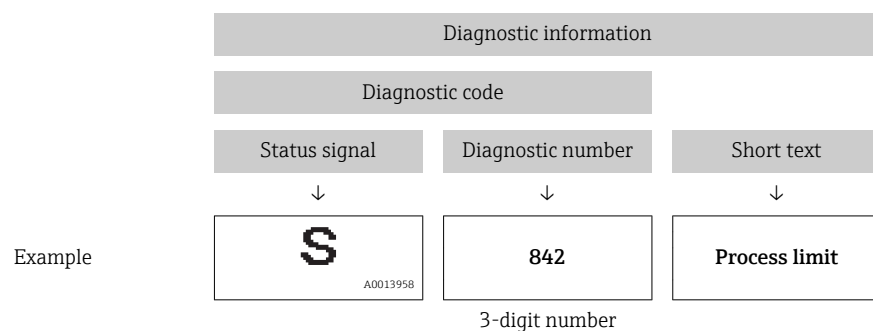 Diagnostic information
Diagnostic code
Status signal Diagnostic number Short text
↓ ↓ ↓
Example S 842 Process limit
A0013958
3-digit number